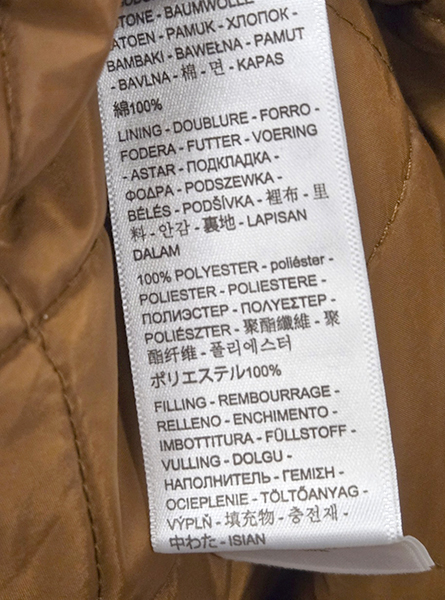 TONE - BAUMWOLLE -
ATOEN - PAMUK - ХЛОПОК -
BAMBAKI - BAWEŁNA - PAMUT
- BAVLNA - 棉 - 면 - KAPAS
綿100%
LINING - DOUBLURE - FORRO -
FODERA - FUTTER - VOERING
- ASTAR - ПОДКЛАДКА -
ΦΟΔΡΑ - PODSZEWKA -
BÉLÉS - PODŠÍVKA - 裡布 - 里
料 - 안감 - 裏地 - LAPISAN
DALAM
100% POLYESTER - poliéster -
POLIESTER - POLIESTERE -
ПОЛИЭСТЕР - ΠΟΛΥΕΣΤΕΡ -
POLIÉSZTER - 聚酯纖維 - 聚
酯纤维 - 폴리에스터
ポリエステル100%
FILLING - REMBOURRAGE -
RELLENO - ENCHIMENTO -
IMBOTTITURA - FÜLLSTOFF -
VULLING - DOLGU -
НАПОЛНИТЕЛЬ - ΓΕΜΙΣΗ -
OCIEPLENIE - TÖLTŐANYAG -
VÝPLŇ - 填充物 - 충전재 -
中わた - ISIAN